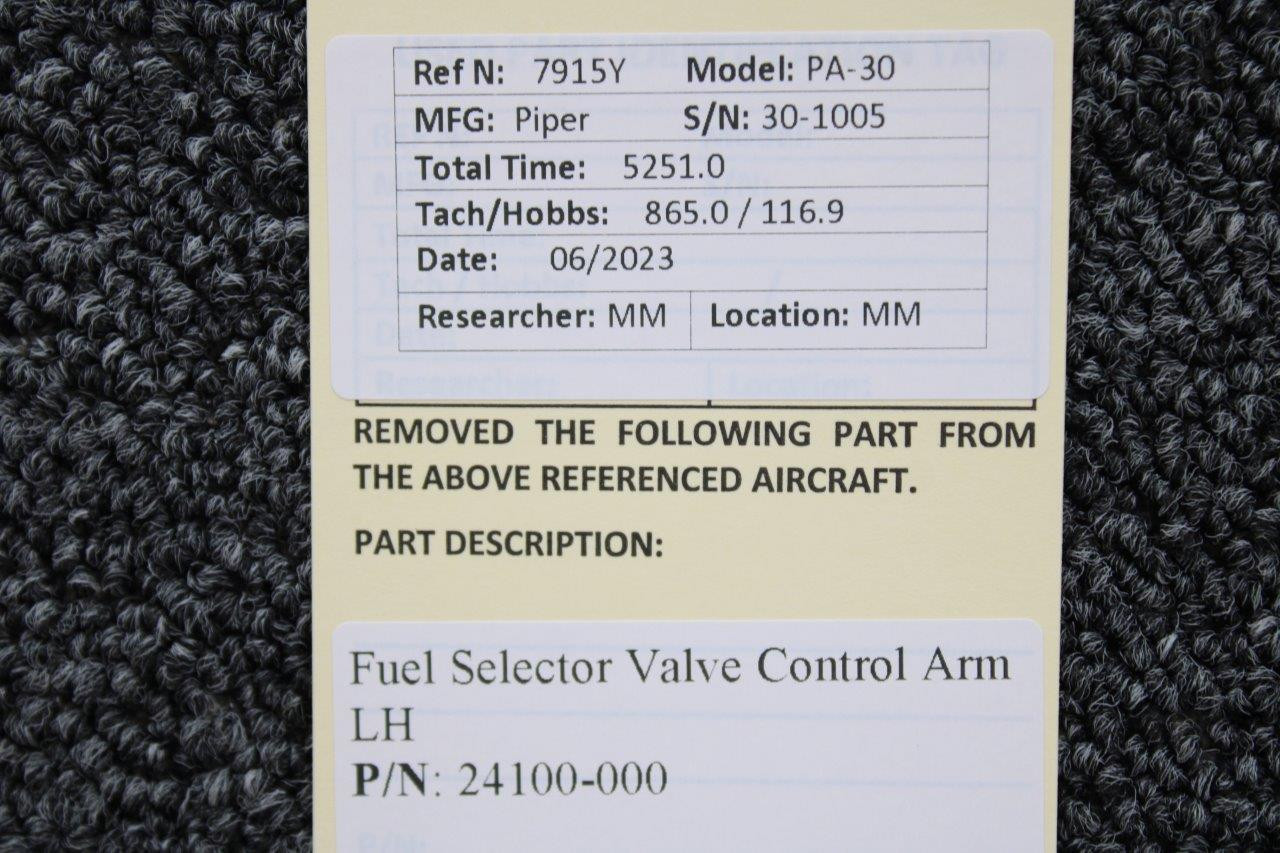 Ref N: 7915Y Model: PA-30
MFG: Piper S/N: 30-1005
Total Time: 5251.0
Tach/Hobbs: 865.0 / 116.9
Date: 06/2023
Researcher: MM Location: MM
Researcher: Location:
REMOVED THE FOLLOWING PART FROM
THE ABOVE REFERENCED AIRCRAFT.
PART DESCRIPTION:
Fuel Selector Valve Control Arm
LH
P/N: 24100-000
P/N: